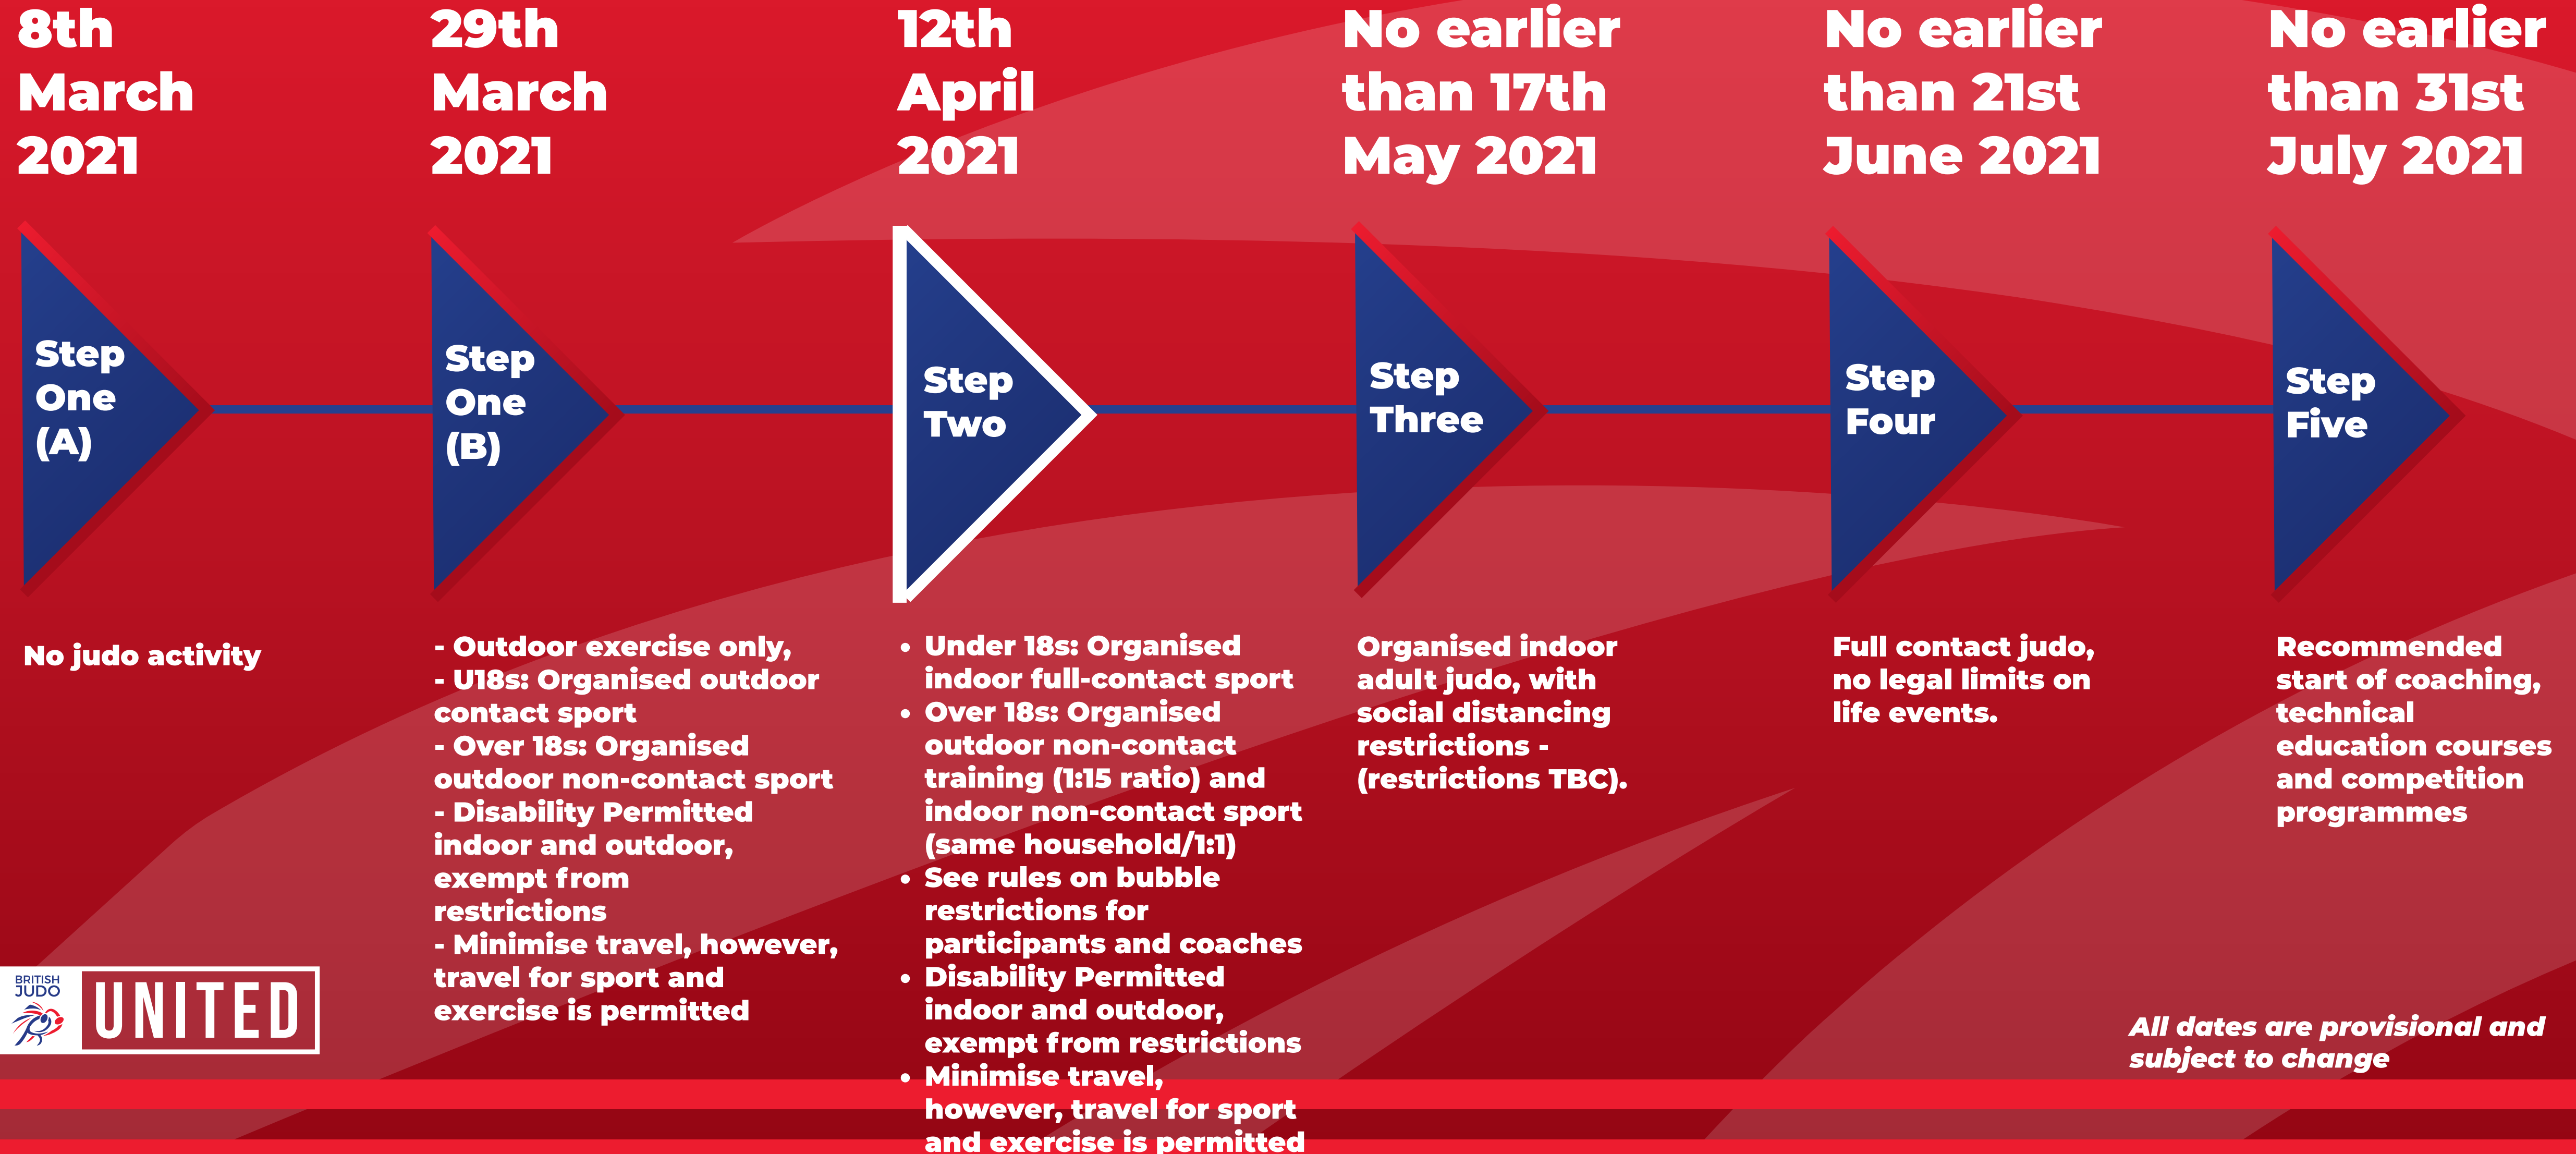 8th
March
2021
29th
March
2021
12th
April
2021
No earlier
than 17th
May 2021
No earlier
than 21st
June 2021
No earlier
than 31st
July 2021
Step
One
(A)
Step
One
(B)
Step
Two
Step
Three
Step
Four
Step
Five
No judo activity
- Outdoor exercise only,
- U18s: Organised outdoor
contact sport
- Over 18s: Organised
outdoor non-contact sport
- Disability Permitted
indoor and outdoor,
exempt from
restrictions
- Minimise travel, however,
travel for sport and
exercise is permitted
• Under 18s: Organised
indoor full-contact sport
• Over 18s: Organised
outdoor non-contact
training (1:15 ratio) and
indoor non-contact sport
(same household/1:1)
• See rules on bubble
restrictions for
participants and coaches
• Disability Permitted
indoor and outdoor,
exempt from restrictions
• Minimise travel,
however, travel for sport
and exercise is permitted
Organised indoor
adult judo, with
social distancing
restrictions -
(restrictions TBC).
Full contact judo,
no legal limits on
life events.
Recommended
start of coaching,
technical
education courses
and competition
programmes
BRITISH
JUDO
UNITED
All dates are provisional and
subject to change